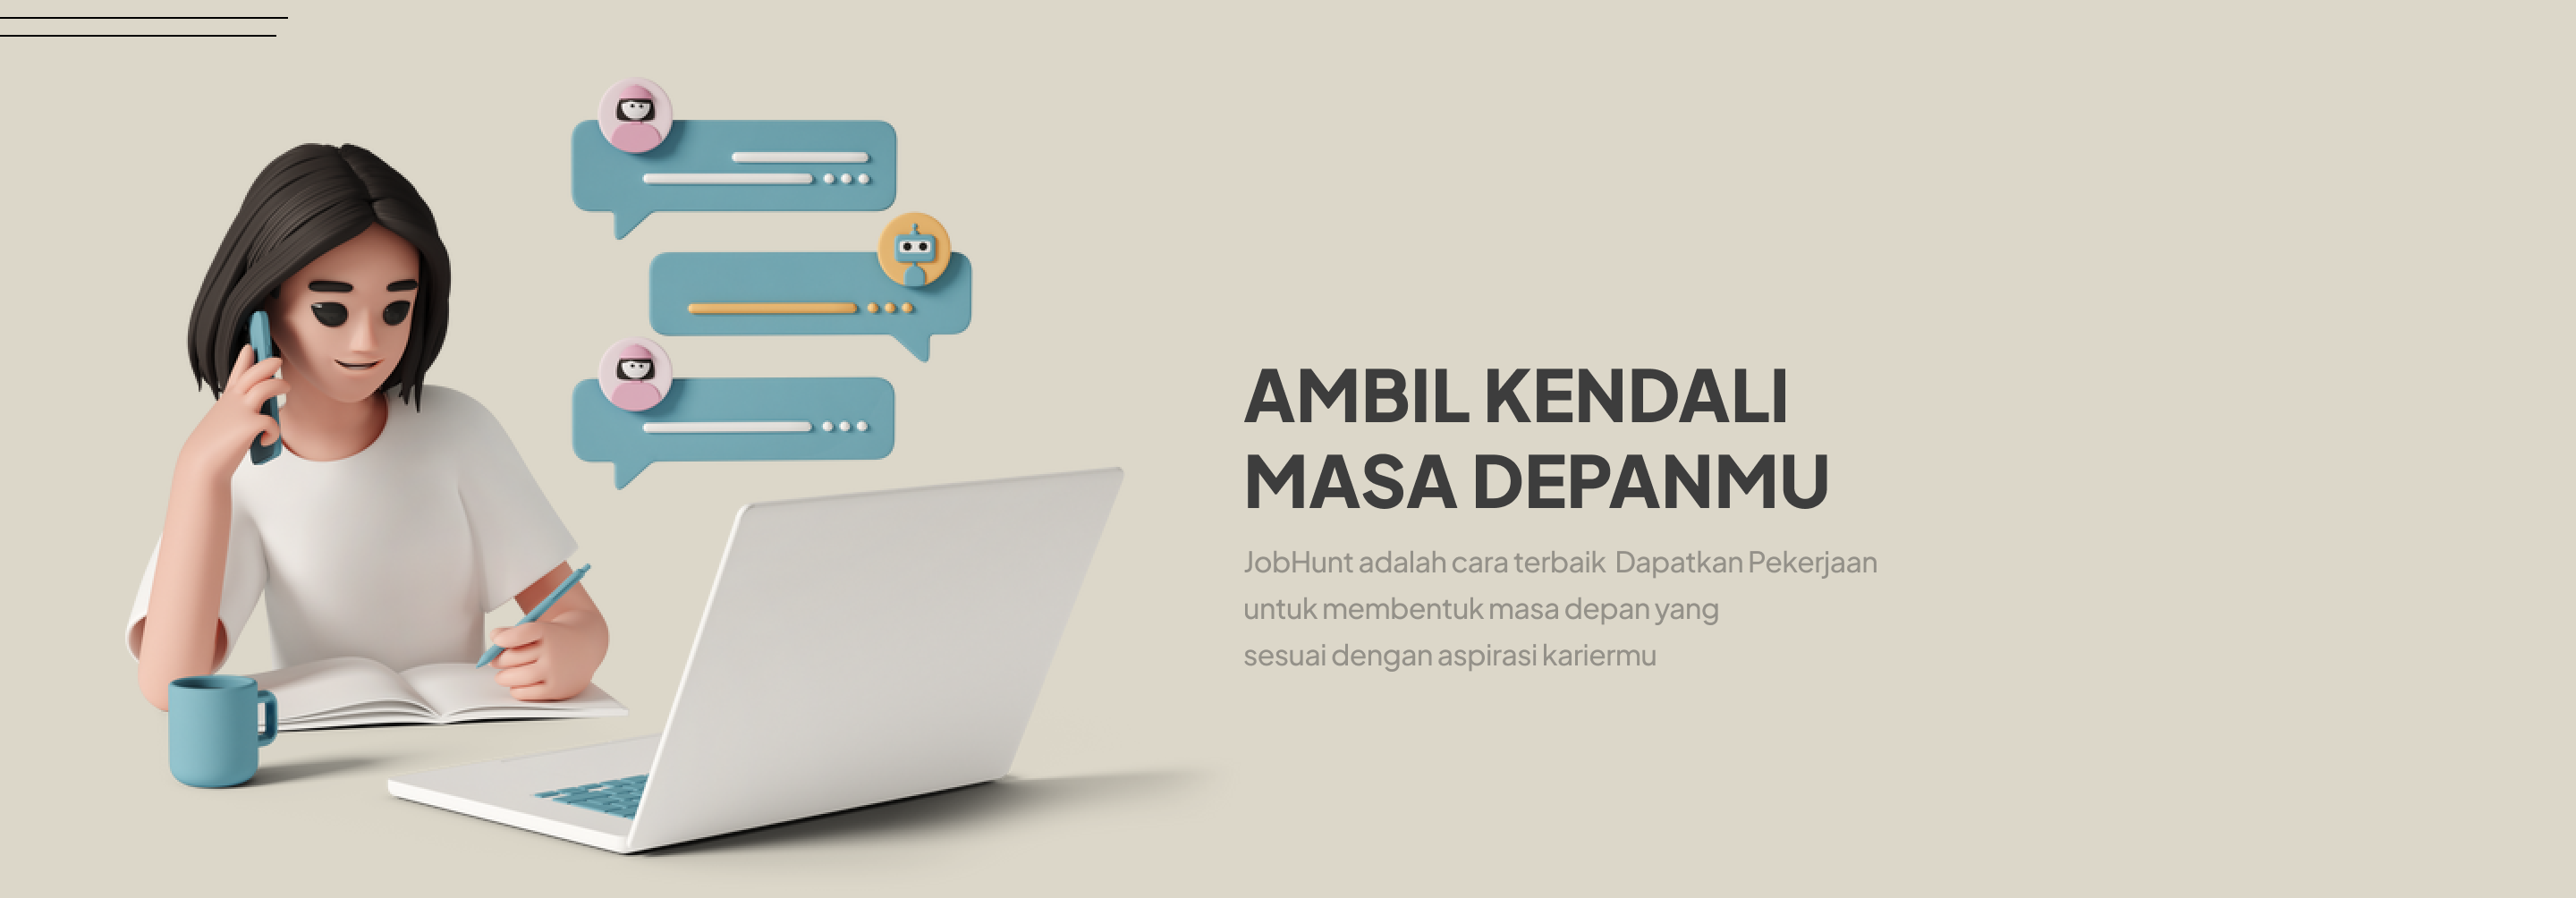 AMBIL KENDALI
MASA DEPANMU
JobHunt adalah cara terbaik  Dapatkan Pekerjaan
untuk membentuk masa depan yang
sesuai dengan aspirasi kariermu